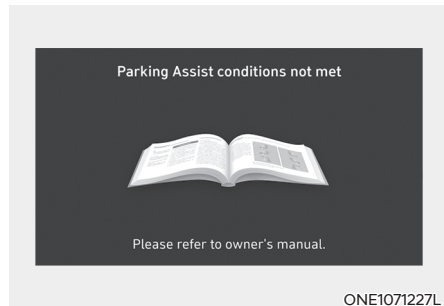 Parking Assist conditions not met
Please refer to owner's manual.
ONE1071227L